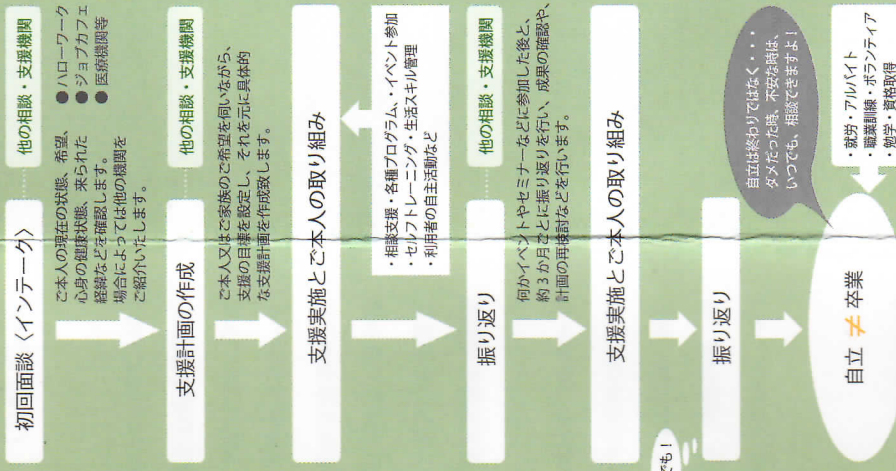 初回面談〈インテーク〉
他の相談・支援機関
ご本人の現在の状態、希望、
心身の健康状態、来られた
経緯などを確認します。
場合によっては他の機関を
ご紹介いたします。
● ハローワーク
● ジョブカフェ
● 医療機関等
支援計画の作成
他の相談・支援機関
ご本人又はご家族のご希望を伺いながら、
支援の目標を設定し、それを元に具体的
な支援計画を作成致します。
支援実施とご本人の取り組み
・相談支援・各種プログラム、・イベント参加
・セルフトレーニング・生活スキル管理
・利用者の自主活動など
振り返り
他の相談・支援機関
何かイベントやセミナーなどに参加した後と、
約3か月ごとに振り返りを行い、成果の確認や、
計画の再検討などを行います。
支援実施とご本人の取り組み
振り返り
でも!
自立は終わりではなく・・・
ダメだった時、不安な時は、
いつでも、相談できますよ!
自立 ≠ 卒業
・就労・アルバイト
・職業訓練・ボランティア